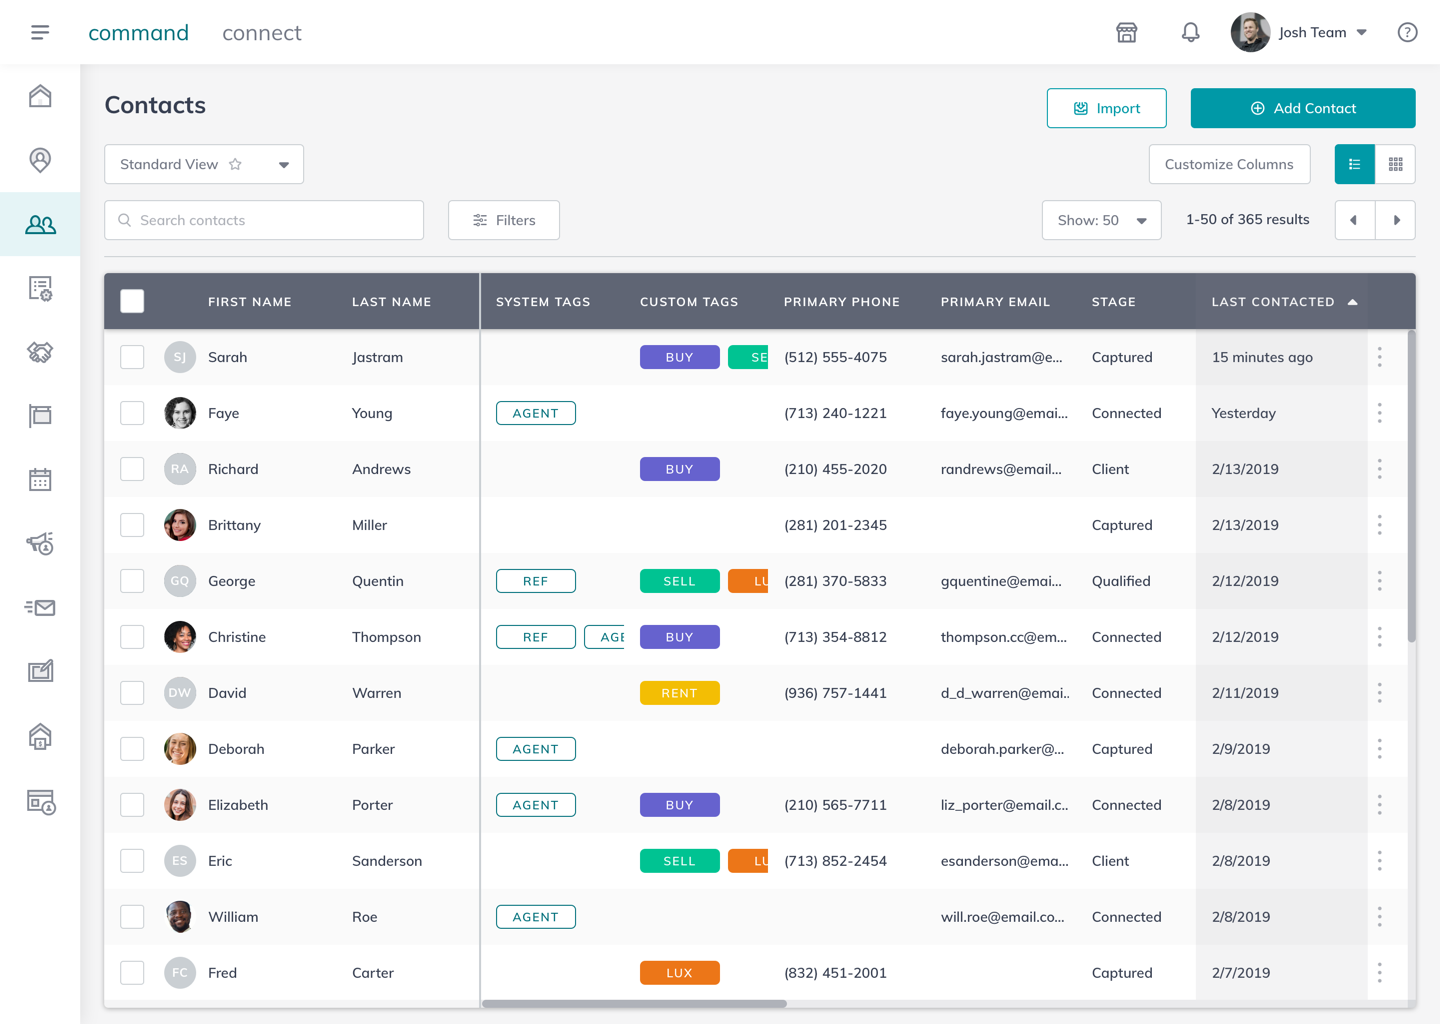 command connect Josh Team
Contacts Import Add Contact
Standard View Customize Columns
Search contacts Filters Show: 50 1-50 of 365 results
FIRST NAME LAST NAME SYSTEM TAGS CUSTOM TAGS PRIMARY PHONE PRIMARY EMAIL STAGE LAST CONTACTED
SJ Sarah Jastram BUY SE (512) 555-4075 sarah.jastram@e... Captured 15 minutes ago
Faye Young AGENT (713) 240-1221 faye.young@emai... Connected Yesterday
RA Richard Andrews BUY (210) 455-2020 randrews@email... Client 2/13/2019
Brittany Miller (281) 201-2345 Captured 2/13/2019
GQ George Quentin REF SELL LU (281) 370-5833 gquentine@emai... Qualified 2/12/2019
Christine Thompson REF AGE BUY (713) 354-8812 thompson.cc@em... Connected 2/12/2019
DW David Warren RENT (936) 757-1441 d_d_warren@emai.. Connected 2/11/2019
Deborah Parker AGENT deborah.parker@... Captured 2/9/2019
Elizabeth Porter AGENT BUY (210) 565-7711 liz_porter@email.c.. Connected 2/8/2019
ES Eric Sanderson SELL LU (713) 852-2454 esanderson@ema... Client 2/8/2019
William Roe AGENT will.roe@email.co... Connected 2/8/2019
FC Fred Carter LUX (832) 451-2001 Captured 2/7/2019